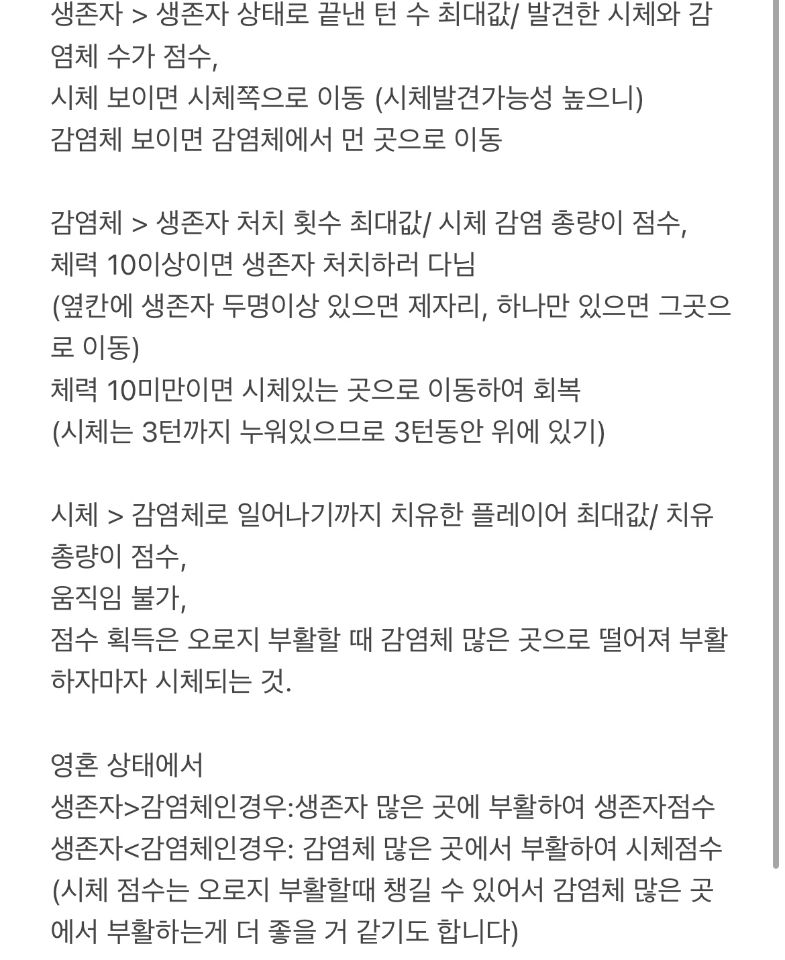 생존자 > 생존자 상태로 끝낸 턴 수 최대값/ 발견한 시체와 감
염체 수가 점수,
시체 보이면 시체쪽으로 이동 (시체발견가능성 높으니)
감염체 보이면 감염체에서 먼 곳으로 이동
감염체 > 생존자 처치 횟수 최대값/ 시체 감염 총량이 점수,
체력 10이상이면 생존자 처치하러 다님
(옆칸에 생존자 두명이상 있으면 제자리, 하나만 있으면 그곳으
로 이동)
체력 10미만이면 시체있는 곳으로 이동하여 회복
(시체는 3턴까지 누워있으므로 3턴동안 위에 있기)
시체 > 감염체로 일어나기까지 치유한 플레이어 최대값/ 치유
총량이 점수,
움직임 불가,
점수 획득은 오로지 부활할 때 감염체 많은 곳으로 떨어져 부활
하자마자 시체되는 것.
영혼 상태에서
생존자>감염체인경우:생존자 많은 곳에 부활하여 생존자점수
생존자<감염체인경우: 감염체 많은 곳에서 부활하여 시체점수
(시체 점수는 오로지 부활할때 챙길 수 있어서 감염체 많은 곳
에서 부활하는게 더 좋을 거 같기도 합니다)